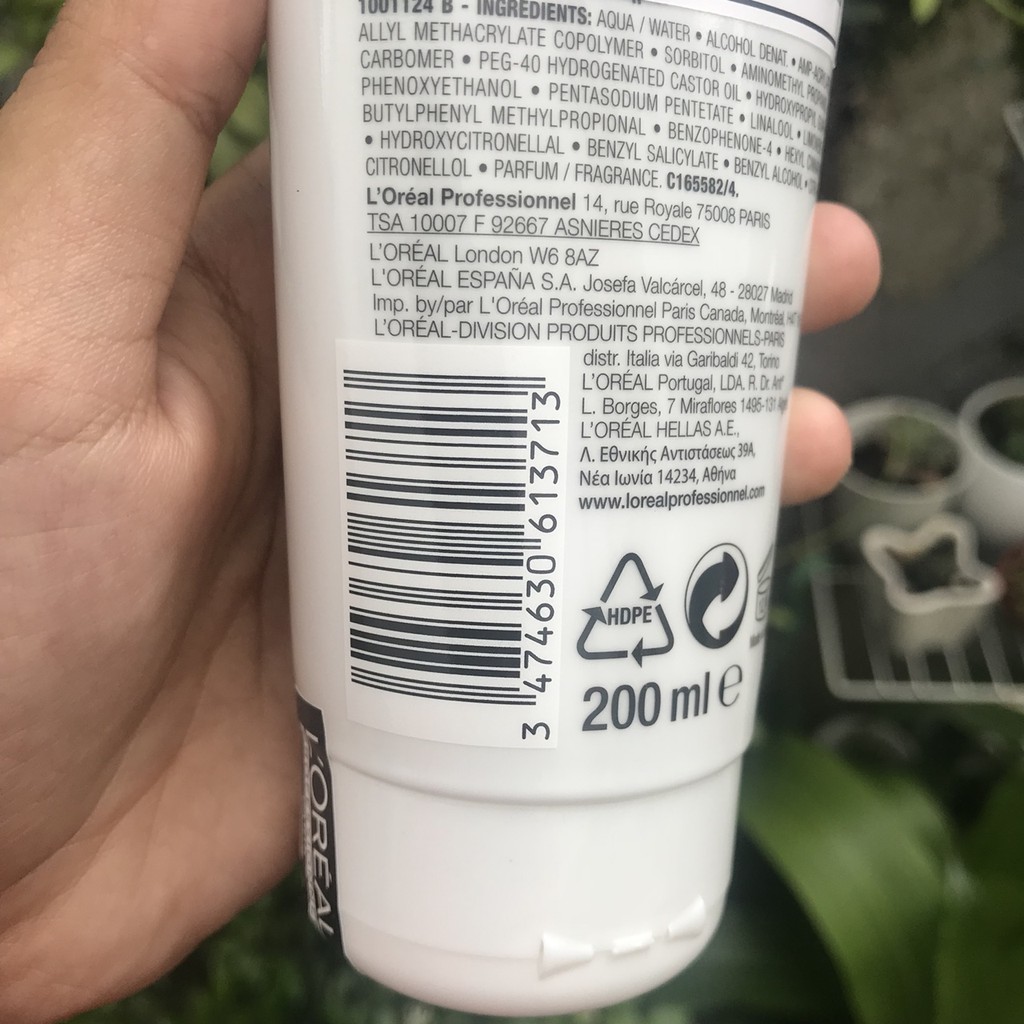 1001124 B - INGREDIENTS: AQUA / WATER • ALCOHOL DENAT. •
ALLYL METHACRYLATE COPOLYMER • SORBITOL • AMINOMETHYL
CARBOMER • PEG-40 HYDROGENATED CASTOR OIL • HYDROXYPROPYL
PHENOXYETHANOL • PENTASODIUM PENTETATE • LINALOOL •
BUTYLPHENYL METHYLPROPIONAL • BENZOPHENONE-4 • HEXYL
• HYDROXYCITRONELLAL • BENZYL SALICYLATE • BENZYL ALCOHOL •
CITRONELLOL • PARFUM / FRAGRANCE. C165582/4.
L'Oréal Professionnel 14, rue Royale 75008 PARIS
TSA 10007 F 92667 ASNIERES CEDEX
L'ORÉAL London W6 8AZ
L'ORÉAL ESPAÑA S.A. Josefa Valcárcel, 48 - 28027 Madrid
Imp. by/par L'Oréal Professionnel Paris Canada, Montréal,
L'ORÉAL-DIVISION PRODUITS PROFESSIONNELS-PARIS
distr. Italia via Garibaldi 42, Torino
L'ORÉAL Portugal, LDA. R. Dr. Antº
L. Borges, 7 Miraflores 1495-131
L'ORÉAL HELLAS A.E.,
Λ. Εθνικής Αντιστάσεως 39Α,
Νέα Ιωνία 14234, Αθήνα
www.lorealprofessionnel.com
3 474630 613713
HDPE
200 ml e
L'ORÉAL